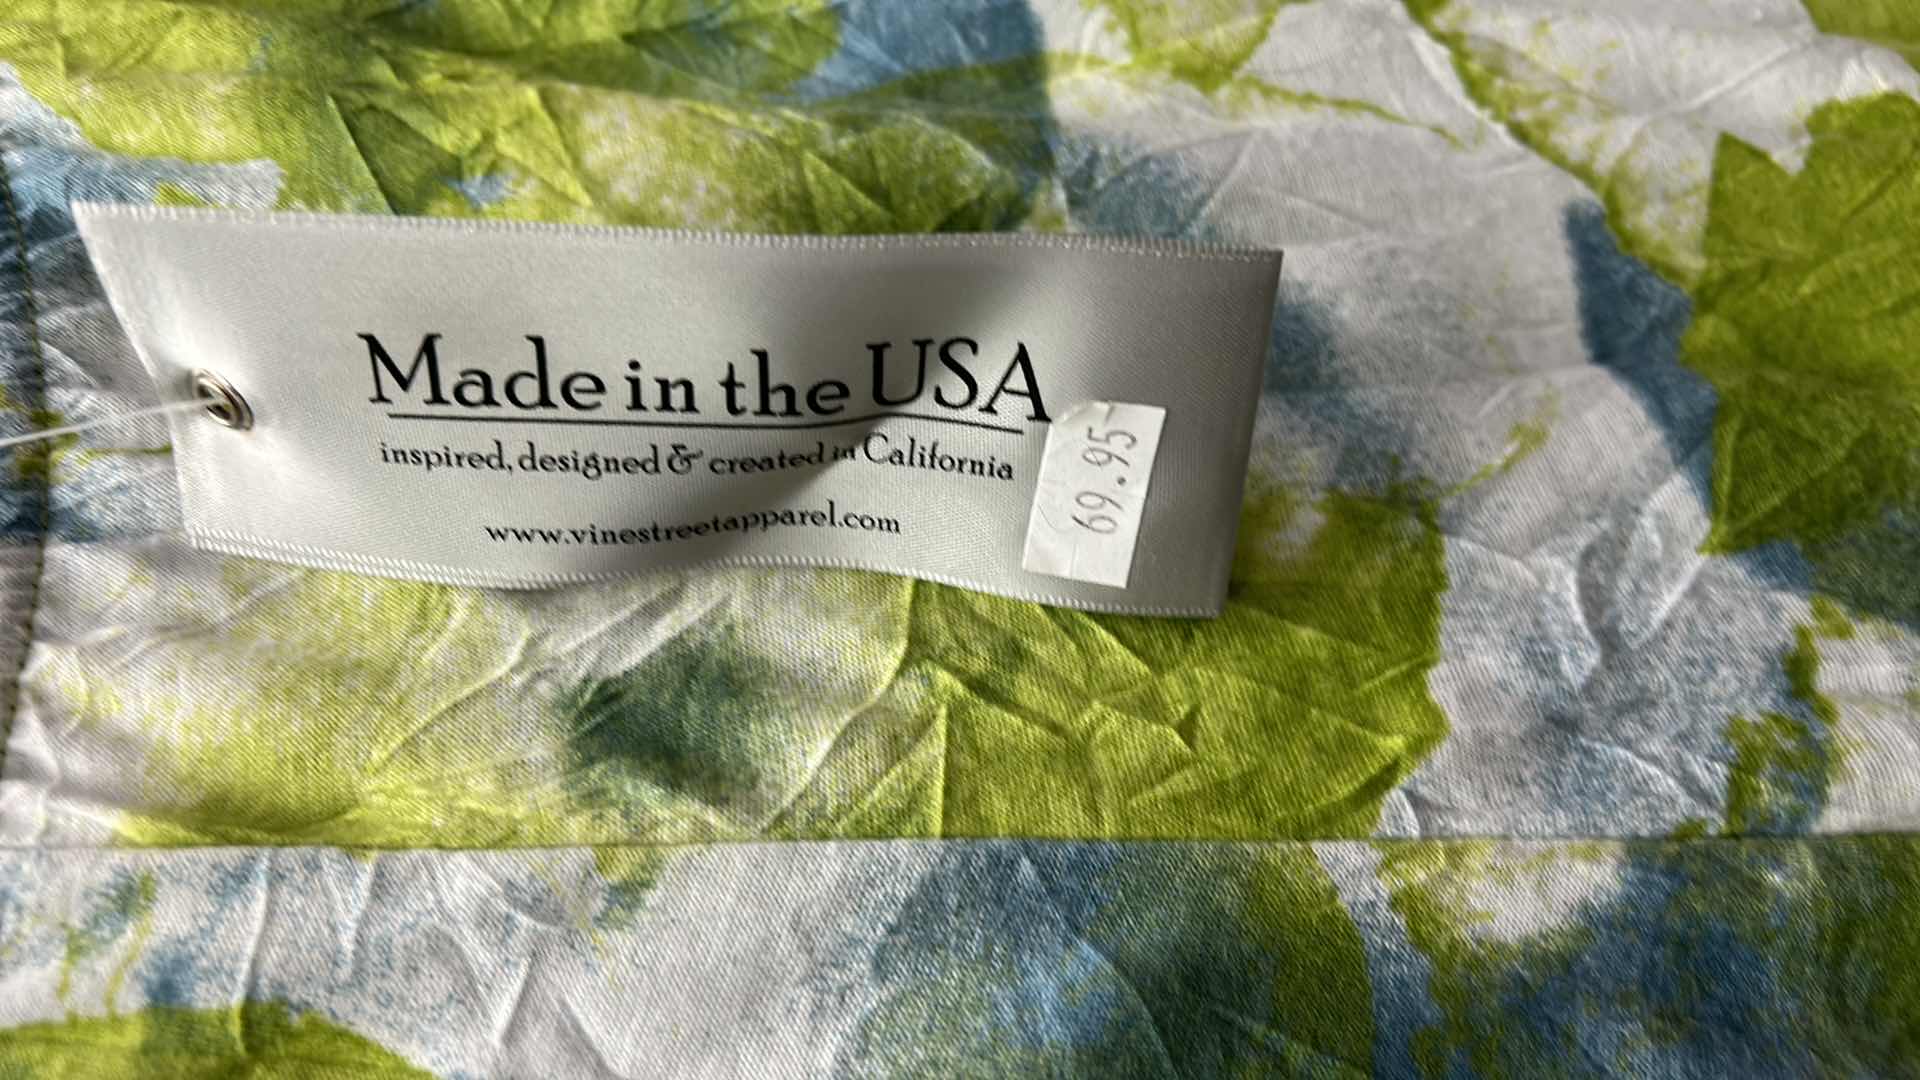 Made in the USA
inspired, designed & created in California
www.vinestreetapparel.com
69.95